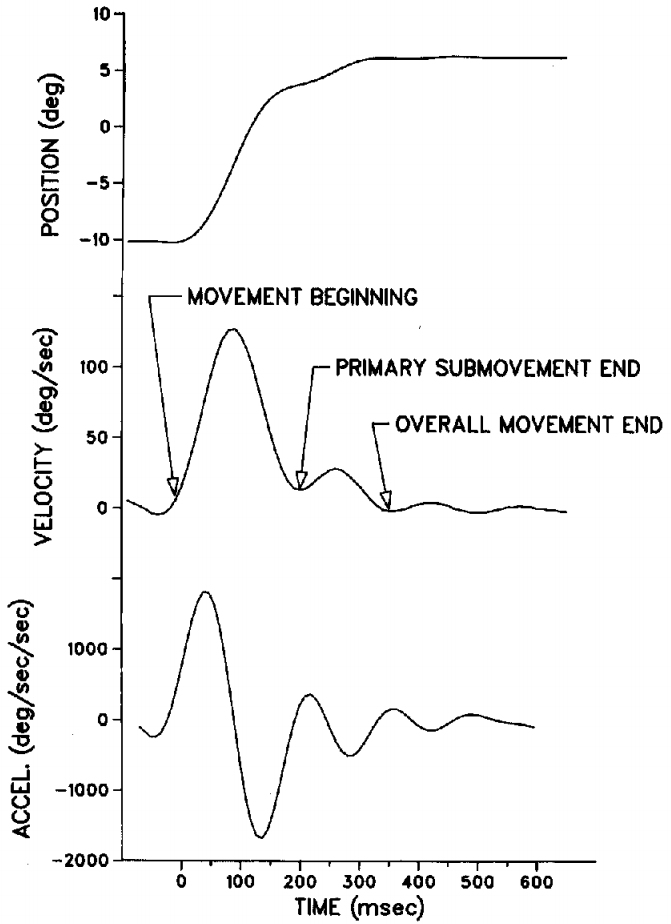 10
5
0
-5
-10
POSITION (deg)
MOVEMENT BEGINNING
100
50
0
VELOCITY (deg/sec)
PRIMARY SUBMOVEMENT END
OVERALL MOVEMENT END
1000
0
-1000
-2000
ACCEL. (deg/sec/sec)
0 100 200 300 400 500 600
TIME (msec)